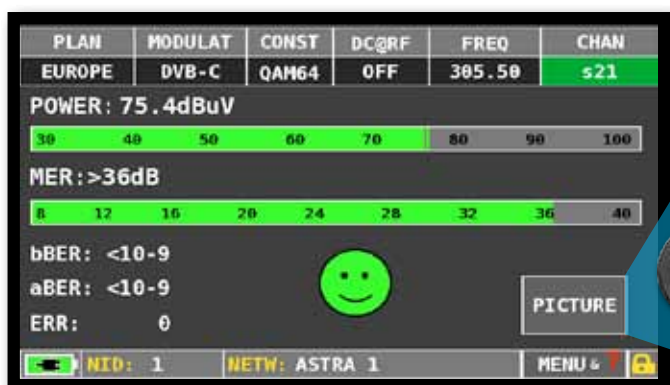 PLAN MODULAT CONST DC@RF FREQ CHAN
EUROPE DVB-C QAM64 OFF 305.50 s21
POWER: 75.4dBuV
30 40 50 60 70 80 90 100
MER:>36dB
8 12 16 20 24 28 32 36 40
bBER: <10-9
aBER: <10-9
ERR: 0
PICTURE
NID: 1 NETW: ASTRA 1 MENU &